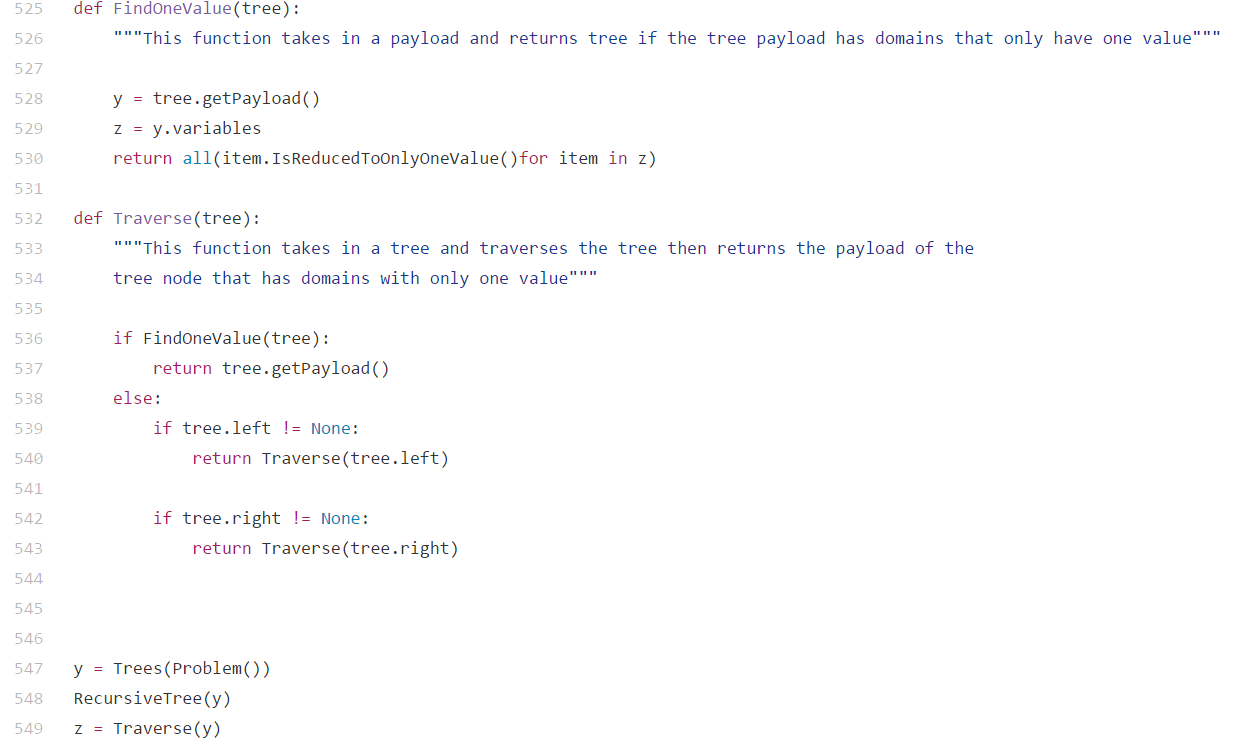 525 def FindOneValue(tree):
526 """This function takes in a payload and returns tree if the tree payload has domains that only have one value"""
527
528 y = tree.getPayload()
529 z = y.variables
530 return all(item.IsReducedToOnlyOneValue()for item in z)
531
532 def Traverse(tree):
533 """This function takes in a tree and traverses the tree then returns the payload of the
534 tree node that has domains with only one value"""
535
536 if FindOneValue(tree):
537 return tree.getPayload()
538 else:
539 if tree.left != None:
540 return Traverse(tree.left)
541
542 if tree.right != None:
543 return Traverse(tree.right)
544
545
546
547 y = Trees(Problem())
548 RecursiveTree(y)
549 z = Traverse(y)